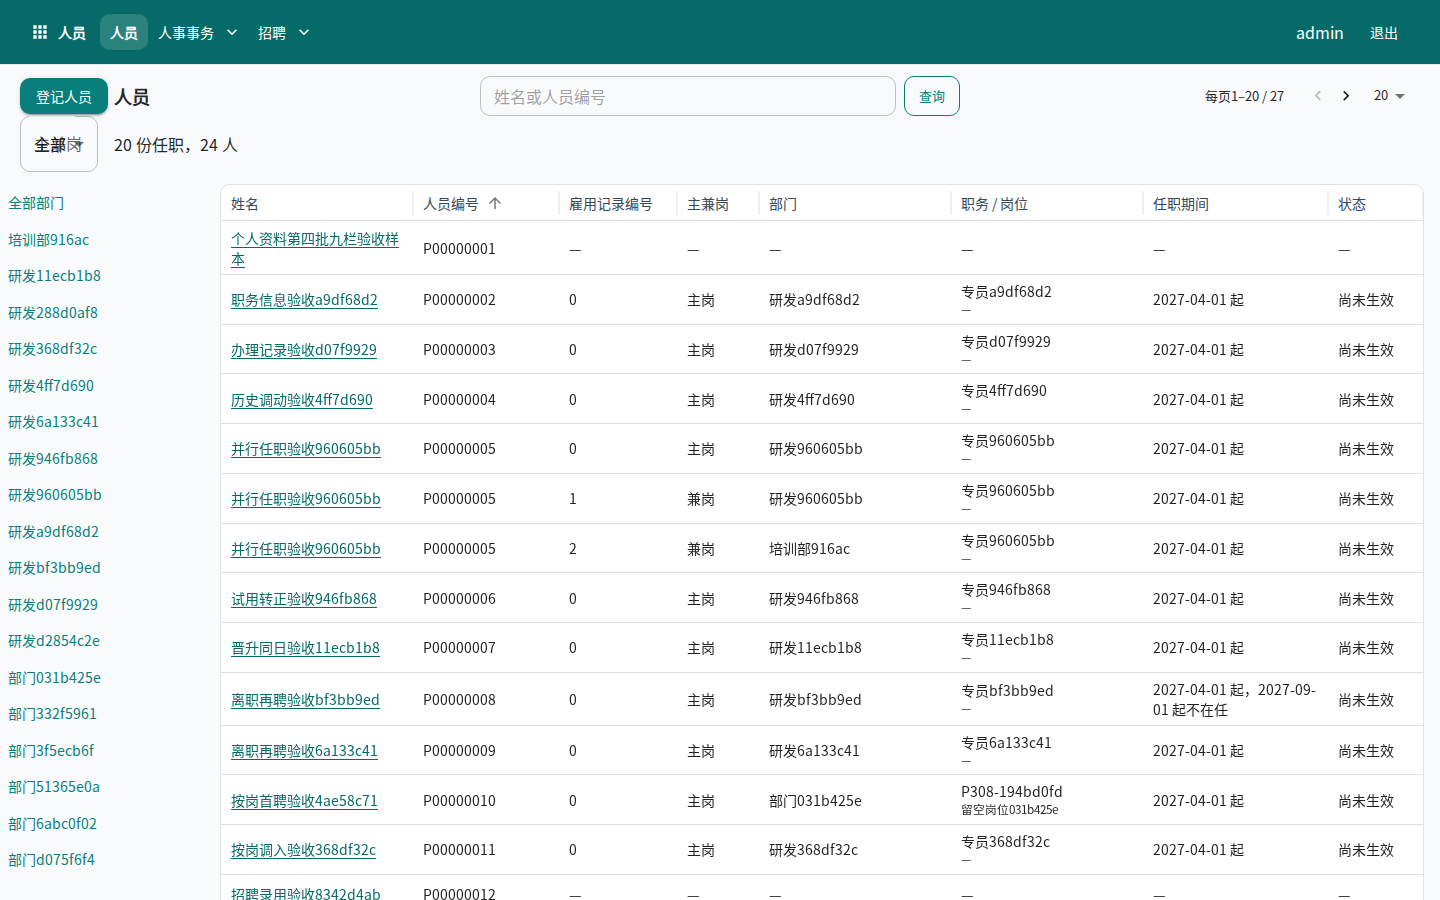 人员 人员 人事事务 招聘 admin 退出
登记人员 人员 姓名或人员编号 查询 每页1–20 / 27 20
全部 20 份任职，24 人
全部部门
培训部916ac
研发11ecb1b8
研发288d0af8
研发368df32c
研发4ff7d690
研发6a133c41
研发946fb868
研发960605bb
研发a9df68d2
研发bf3bb9ed
研发d07f9929
研发d2854c2e
部门031b425e
部门332f5961
部门3f5ecb6f
部门51365e0a
部门6abc0f02
部门d075f6f4
姓名 人员编号 雇用记录编号 主兼岗 部门 职务 / 岗位 任职期间 状态
个人资料第四批九栏验收样
本 P00000001 — — — — — —
职务信息验收a9df68d2 P00000002 0 主岗 研发a9df68d2 专员a9df68d2 2027-04-01 起 尚未生效
—
办理记录验收d07f9929 P00000003 0 主岗 研发d07f9929 专员d07f9929 2027-04-01 起 尚未生效
—
历史调动验收4ff7d690 P00000004 0 主岗 研发4ff7d690 专员4ff7d690 2027-04-01 起 尚未生效
—
并行任职验收960605bb P00000005 0 主岗 研发960605bb 专员960605bb 2027-04-01 起 尚未生效
—
并行任职验收960605bb P00000005 1 兼岗 研发960605bb 专员960605bb 2027-04-01 起 尚未生效
—
并行任职验收960605bb P00000005 2 兼岗 培训部916ac 专员960605bb 2027-04-01 起 尚未生效
—
试用转正验收946fb868 P00000006 0 主岗 研发946fb868 专员946fb868 2027-04-01 起 尚未生效
—
晋升同日验收11ecb1b8 P00000007 0 主岗 研发11ecb1b8 专员11ecb1b8 2027-04-01 起 尚未生效
—
离职再聘验收bf3bb9ed P00000008 0 主岗 研发bf3bb9ed 专员bf3bb9ed 2027-04-01 起，2027-09- 尚未生效
— 01 起不在任
离职再聘验收6a133c41 P00000009 0 主岗 研发6a133c41 专员6a133c41 2027-04-01 起 尚未生效
—
按岗首聘验收4ae58c71 P00000010 0 主岗 部门031b425e P308-194bd0fd 2027-04-01 起 尚未生效
留空岗位031b425e
按岗调入验收368df32c P00000011 0 主岗 研发368df32c 专员368df32c 2027-04-01 起 尚未生效
—
招聘录用验收8342d4ab P00000012 — — — — — —